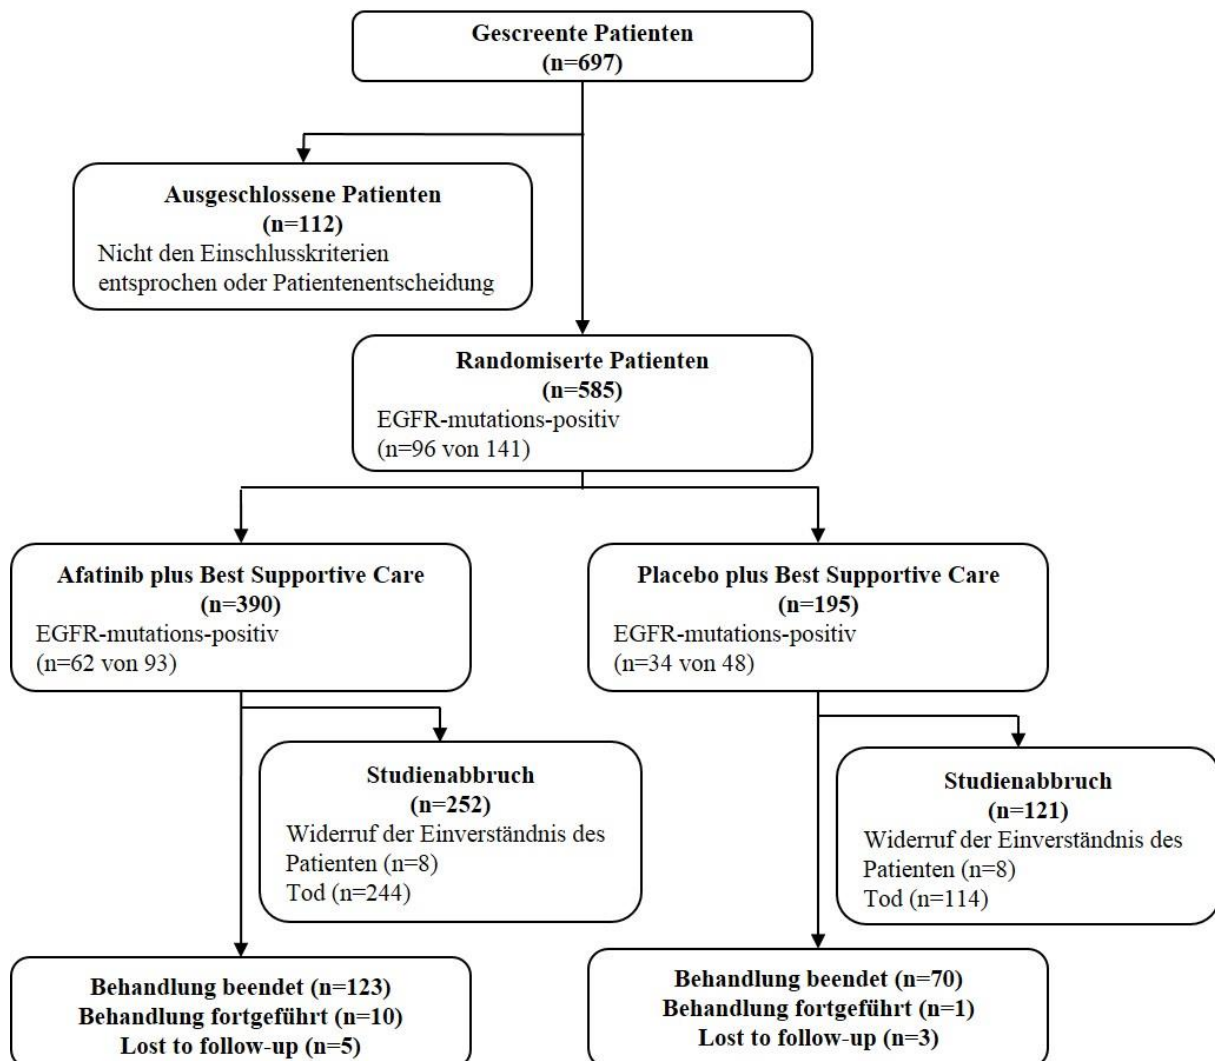 Gescreente Patienten
(n=697)
Ausgeschlossene Patienten
(n=112)
Nicht den Einschlusskriterien
entsprochen oder Patientenentscheidung
Randomiserte Patienten
(n=585)
EGFR-mutations-positiv
(n=96 von 141)
Afatinib plus Best Supportive Care
(n=390)
EGFR-mutations-positiv
(n=62 von 93)
Placebo plus Best Supportive Care
(n=195)
EGFR-mutations-positiv
(n=34 von 48)
Studienabbruch
(n=252)
Widerruf der Einverständnis des
Patienten (n=8)
Tod (n=244)
Studienabbruch
(n=121)
Widerruf der Einverständnis des
Patienten (n=8)
Tod (n=114)
Behandlung beendet (n=123)
Behandlung fortgeführt (n=10)
Lost to follow-up (n=5)
Behandlung beendet (n=70)
Behandlung fortgeführt (n=1)
Lost to follow-up (n=3)